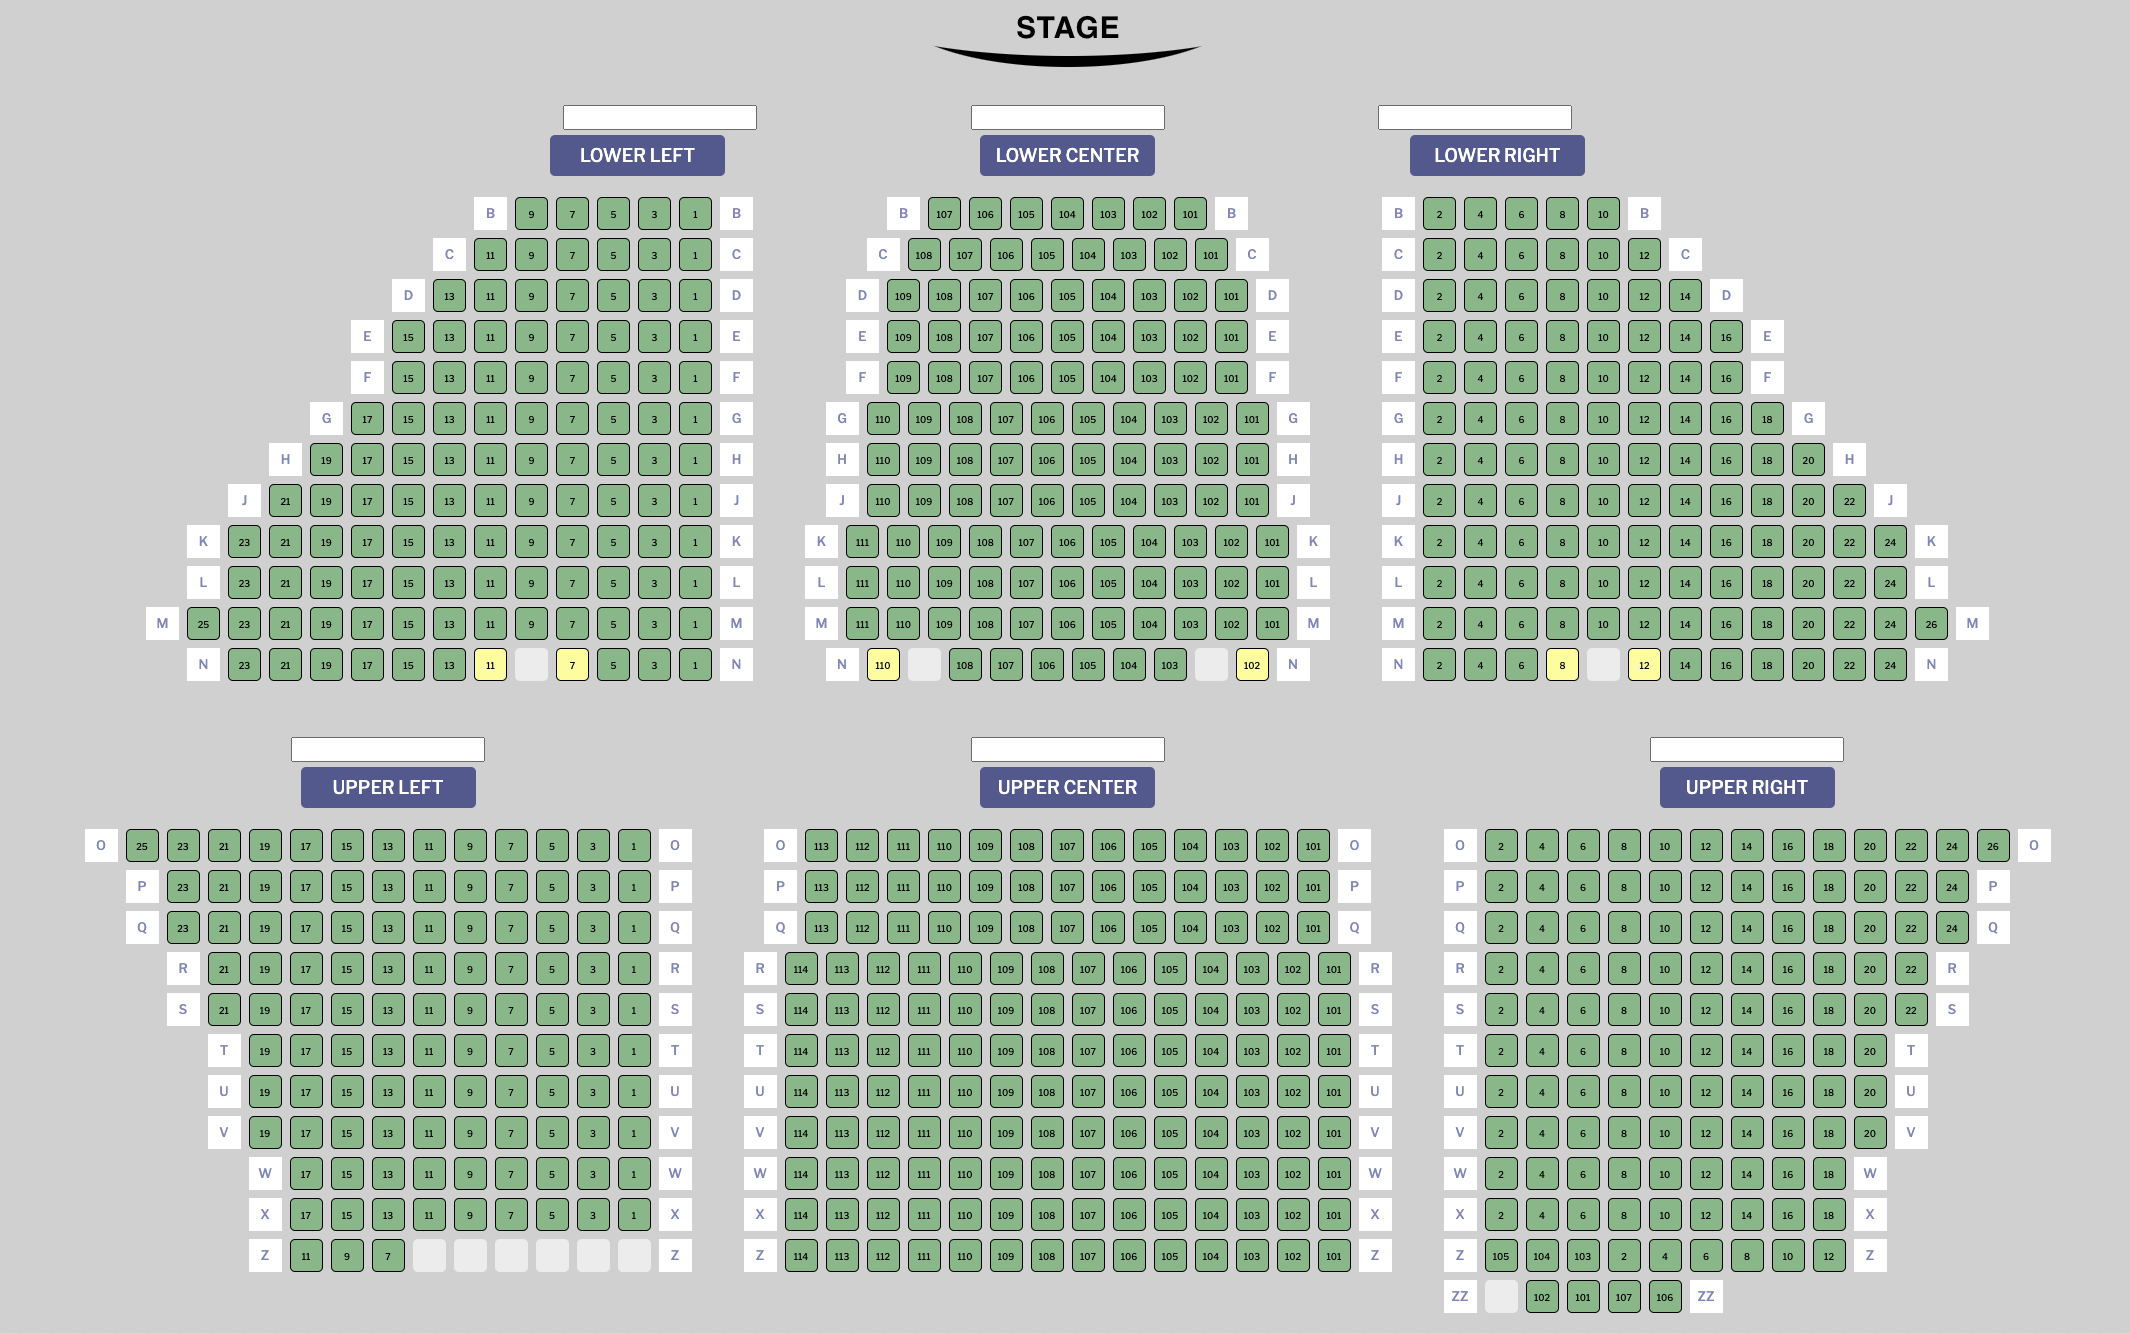 STAGE
LOWER LEFT LOWER CENTER LOWER RIGHT
B 9 7 5 3 1 B B 107 106 105 104 103 102 101 B B 2 4 6 8 10 B
C 11 9 7 5 3 1 C C 108 107 106 105 104 103 102 101 C C 2 4 6 8 10 12 C
D 13 11 9 7 5 3 1 D D 109 108 107 106 105 104 103 102 101 D D 2 4 6 8 10 12 14 D
E 15 13 11 9 7 5 3 1 E E 109 108 107 106 105 104 103 102 101 E E 2 4 6 8 10 12 14 16 E
F 15 13 11 9 7 5 3 1 F F 109 108 107 106 105 104 103 102 101 F F 2 4 6 8 10 12 14 16 F
G 17 15 13 11 9 7 5 3 1 G G 110 109 108 107 106 105 104 103 102 101 G G 2 4 6 8 10 12 14 16 18 G
H 19 17 15 13 11 9 7 5 3 1 H H 110 109 108 107 106 105 104 103 102 101 H H 2 4 6 8 10 12 14 16 18 20 H
J 21 19 17 15 13 11 9 7 5 3 1 J J 110 109 108 107 106 105 104 103 102 101 J J 2 4 6 8 10 12 14 16 18 20 22 J
K 23 21 19 17 15 13 11 9 7 5 3 1 K K 111 110 109 108 107 106 105 104 103 102 101 K K 2 4 6 8 10 12 14 16 18 20 22 24 K
L 23 21 19 17 15 13 11 9 7 5 3 1 L L 111 110 109 108 107 106 105 104 103 102 101 L L 2 4 6 8 10 12 14 16 18 20 22 24 L
M 25 23 21 19 17 15 13 11 9 7 5 3 1 M M 111 110 109 108 107 106 105 104 103 102 101 M M 2 4 6 8 10 12 14 16 18 20 22 24 26 M
N 23 21 19 17 15 13 11 7 5 3 1 N N 110 108 107 106 105 104 103 102 N N 2 4 6 8 12 14 16 18 20 22 24 N
UPPER LEFT UPPER CENTER UPPER RIGHT
O 25 23 21 19 17 15 13 11 9 7 5 3 1 O O 113 112 111 110 109 108 107 106 105 104 103 102 101 O O 2 4 6 8 10 12 14 16 18 20 22 24 26 O
P 23 21 19 17 15 13 11 9 7 5 3 1 P P 113 112 111 110 109 108 107 106 105 104 103 102 101 P P 2 4 6 8 10 12 14 16 18 20 22 24 P
Q 23 21 19 17 15 13 11 9 7 5 3 1 Q Q 113 112 111 110 109 108 107 106 105 104 103 102 101 Q Q 2 4 6 8 10 12 14 16 18 20 22 24 Q
R 21 19 17 15 13 11 9 7 5 3 1 R R 114 113 112 111 110 109 108 107 106 105 104 103 102 101 R R 2 4 6 8 10 12 14 16 18 20 22 R
S 21 19 17 15 13 11 9 7 5 3 1 S S 114 113 112 111 110 109 108 107 106 105 104 103 102 101 S S 2 4 6 8 10 12 14 16 18 20 22 S
T 19 17 15 13 11 9 7 5 3 1 T T 114 113 112 111 110 109 108 107 106 105 104 103 102 101 T T 2 4 6 8 10 12 14 16 18 20 T
U 19 17 15 13 11 9 7 5 3 1 U U 114 113 112 111 110 109 108 107 106 105 104 103 102 101 U U 2 4 6 8 10 12 14 16 18 20 U
V 19 17 15 13 11 9 7 5 3 1 V V 114 113 112 111 110 109 108 107 106 105 104 103 102 101 V V 2 4 6 8 10 12 14 16 18 20 V
W 17 15 13 11 9 7 5 3 1 W W 114 113 112 111 110 109 108 107 106 105 104 103 102 101 W W 2 4 6 8 10 12 14 16 18 W
X 17 15 13 11 9 7 5 3 1 X X 114 113 112 111 110 109 108 107 106 105 104 103 102 101 X X 2 4 6 8 10 12 14 16 18 X
Z 11 9 7 Z Z 114 113 112 111 110 109 108 107 106 105 104 103 102 101 Z Z 105 104 103 2 4 6 8 10 12 Z
ZZ 102 101 107 106 ZZ